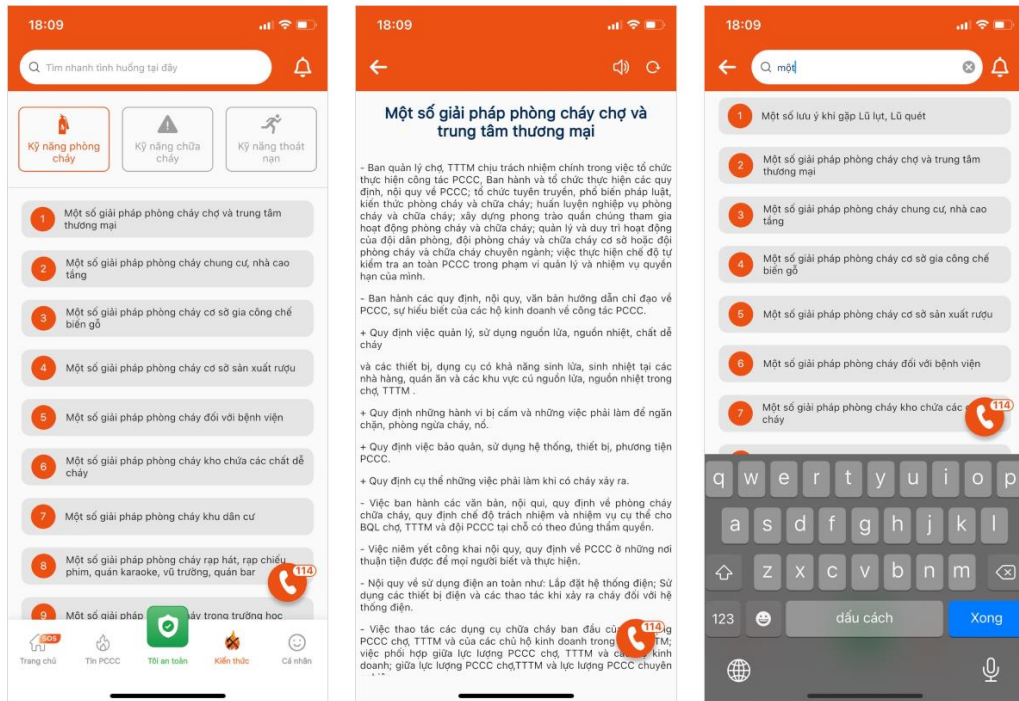 18:09
Tìm nhanh tình huống tại đây
Kỹ năng phòng
cháy
Kỹ năng chữa
cháy
Kỹ năng thoát
nạn
1
Một số giải pháp phòng cháy chợ và trung tâm
thương mại
2
Một số giải pháp phòng cháy chung cư, nhà cao
tầng
3
Một số giải pháp phòng cháy cơ sở gia công chế
biến gỗ
4
Một số giải pháp phòng cháy cơ sở sản xuất rượu
5
Một số giải pháp phòng cháy đối với bệnh viện
6
Một số giải pháp phòng cháy kho chứa các chất dễ
cháy
7
Một số giải pháp phòng cháy khu dân cư
8
Một số giải pháp phòng cháy rạp hát, rạp chiếu
phim, quán karaoke, vũ trường, quán bar
114
9
Một số giải pháp cháy trong trường học
SOS
Trang chủ
Tin PCCC
Tôi an toàn
Kiến thức
Cá nhân
18:09
Một số giải pháp phòng cháy chợ và
trung tâm thương mại
- Ban quản lý chợ, TTTM chịu trách nhiệm chính trong việc tổ chức
thực hiện công tác PCCC, Ban hành và tổ chức thực hiện các quy
định, nội quy về PCCC; tổ chức tuyên truyền, phổ biến pháp luật,
kiến thức phòng cháy và chữa cháy; huấn luyện nghiệp vụ phòng
cháy và chữa cháy; xây dựng phong trào quần chúng tham gia
hoạt động phòng cháy và chữa cháy; quản lý và duy trì hoạt động
của đội dân phòng, đội phòng cháy và chữa cháy cơ sở hoặc đội
phòng cháy và chữa cháy chuyên ngành; việc thực hiện chế độ tự
kiểm tra an toàn PCCC trong phạm vi quản lý và nhiệm vụ quyền
hạn của mình.
- Ban hành các quy định, nội quy, văn bản hướng dẫn chỉ đạo về
PCCC, sự hiểu biết của các hộ kinh doanh về công tác PCCC.
+ Quy định việc quản lý, sử dụng nguồn lửa, nguồn nhiệt, chất dễ
cháy
và các thiết bị, dụng cụ có khả năng sinh lửa, sinh nhiệt tại các
nhà hàng, quán ăn và các khu vực cú nguồn lửa, nguồn nhiệt trong
chợ, TTTM .
+ Quy định những hành vi bị cấm và những việc phải làm để ngăn
chặn, phòng ngừa cháy, nổ.
+ Quy định việc bảo quản, sử dụng hệ thống, thiết bị, phương tiện
PCCC.
+ Quy định cụ thể những việc phải làm khi có cháy xảy ra.
- Việc ban hành các văn bản, nội qui, quy định về phòng cháy
chữa cháy, quy định chế độ trách nhiệm và nhiệm vụ cụ thể cho
BQL chợ, TTTM và đội PCCC tại chỗ có theo đúng thẩm quyền.
- Việc niêm yết công khai nội quy, quy định về PCCC ở những nơi
thuận tiện được để mọi người biết và thực hiện.
- Nội quy về sử dụng điện an toàn như: Lắp đặt hệ thống điện; Sử
dụng các thiết bị điện và các thao tác khi xảy ra cháy đối với hệ
thống điện.
- Việc thao tác các dụng cụ chữa cháy ban đầu
PCCC chợ, TTTM và của các chủ hộ kinh doanh trong
việc phối hợp giữa lực lượng PCCC chợ, TTTM và kinh
doanh; giữa lực lượng PCCC chợ,TTTM và lực lượng PCCC chuyên
114
18:09
một
1
Một số lưu ý khi gặp Lũ lụt, Lũ quét
2
Một số giải pháp phòng cháy chợ và trung tâm
thương mại
3
Một số giải pháp phòng cháy chung cư, nhà cao
tầng
4
Một số giải pháp phòng cháy cơ sở gia công chế
biến gỗ
5
Một số giải pháp phòng cháy cơ sở sản xuất rượu
6
Một số giải pháp phòng cháy đối với bệnh viện
7
Một số giải pháp phòng cháy kho chứa các
cháy
114
q w e r t y u i o p
a s d f g h j k l
z x c v b n m
123
dấu cách
Xong